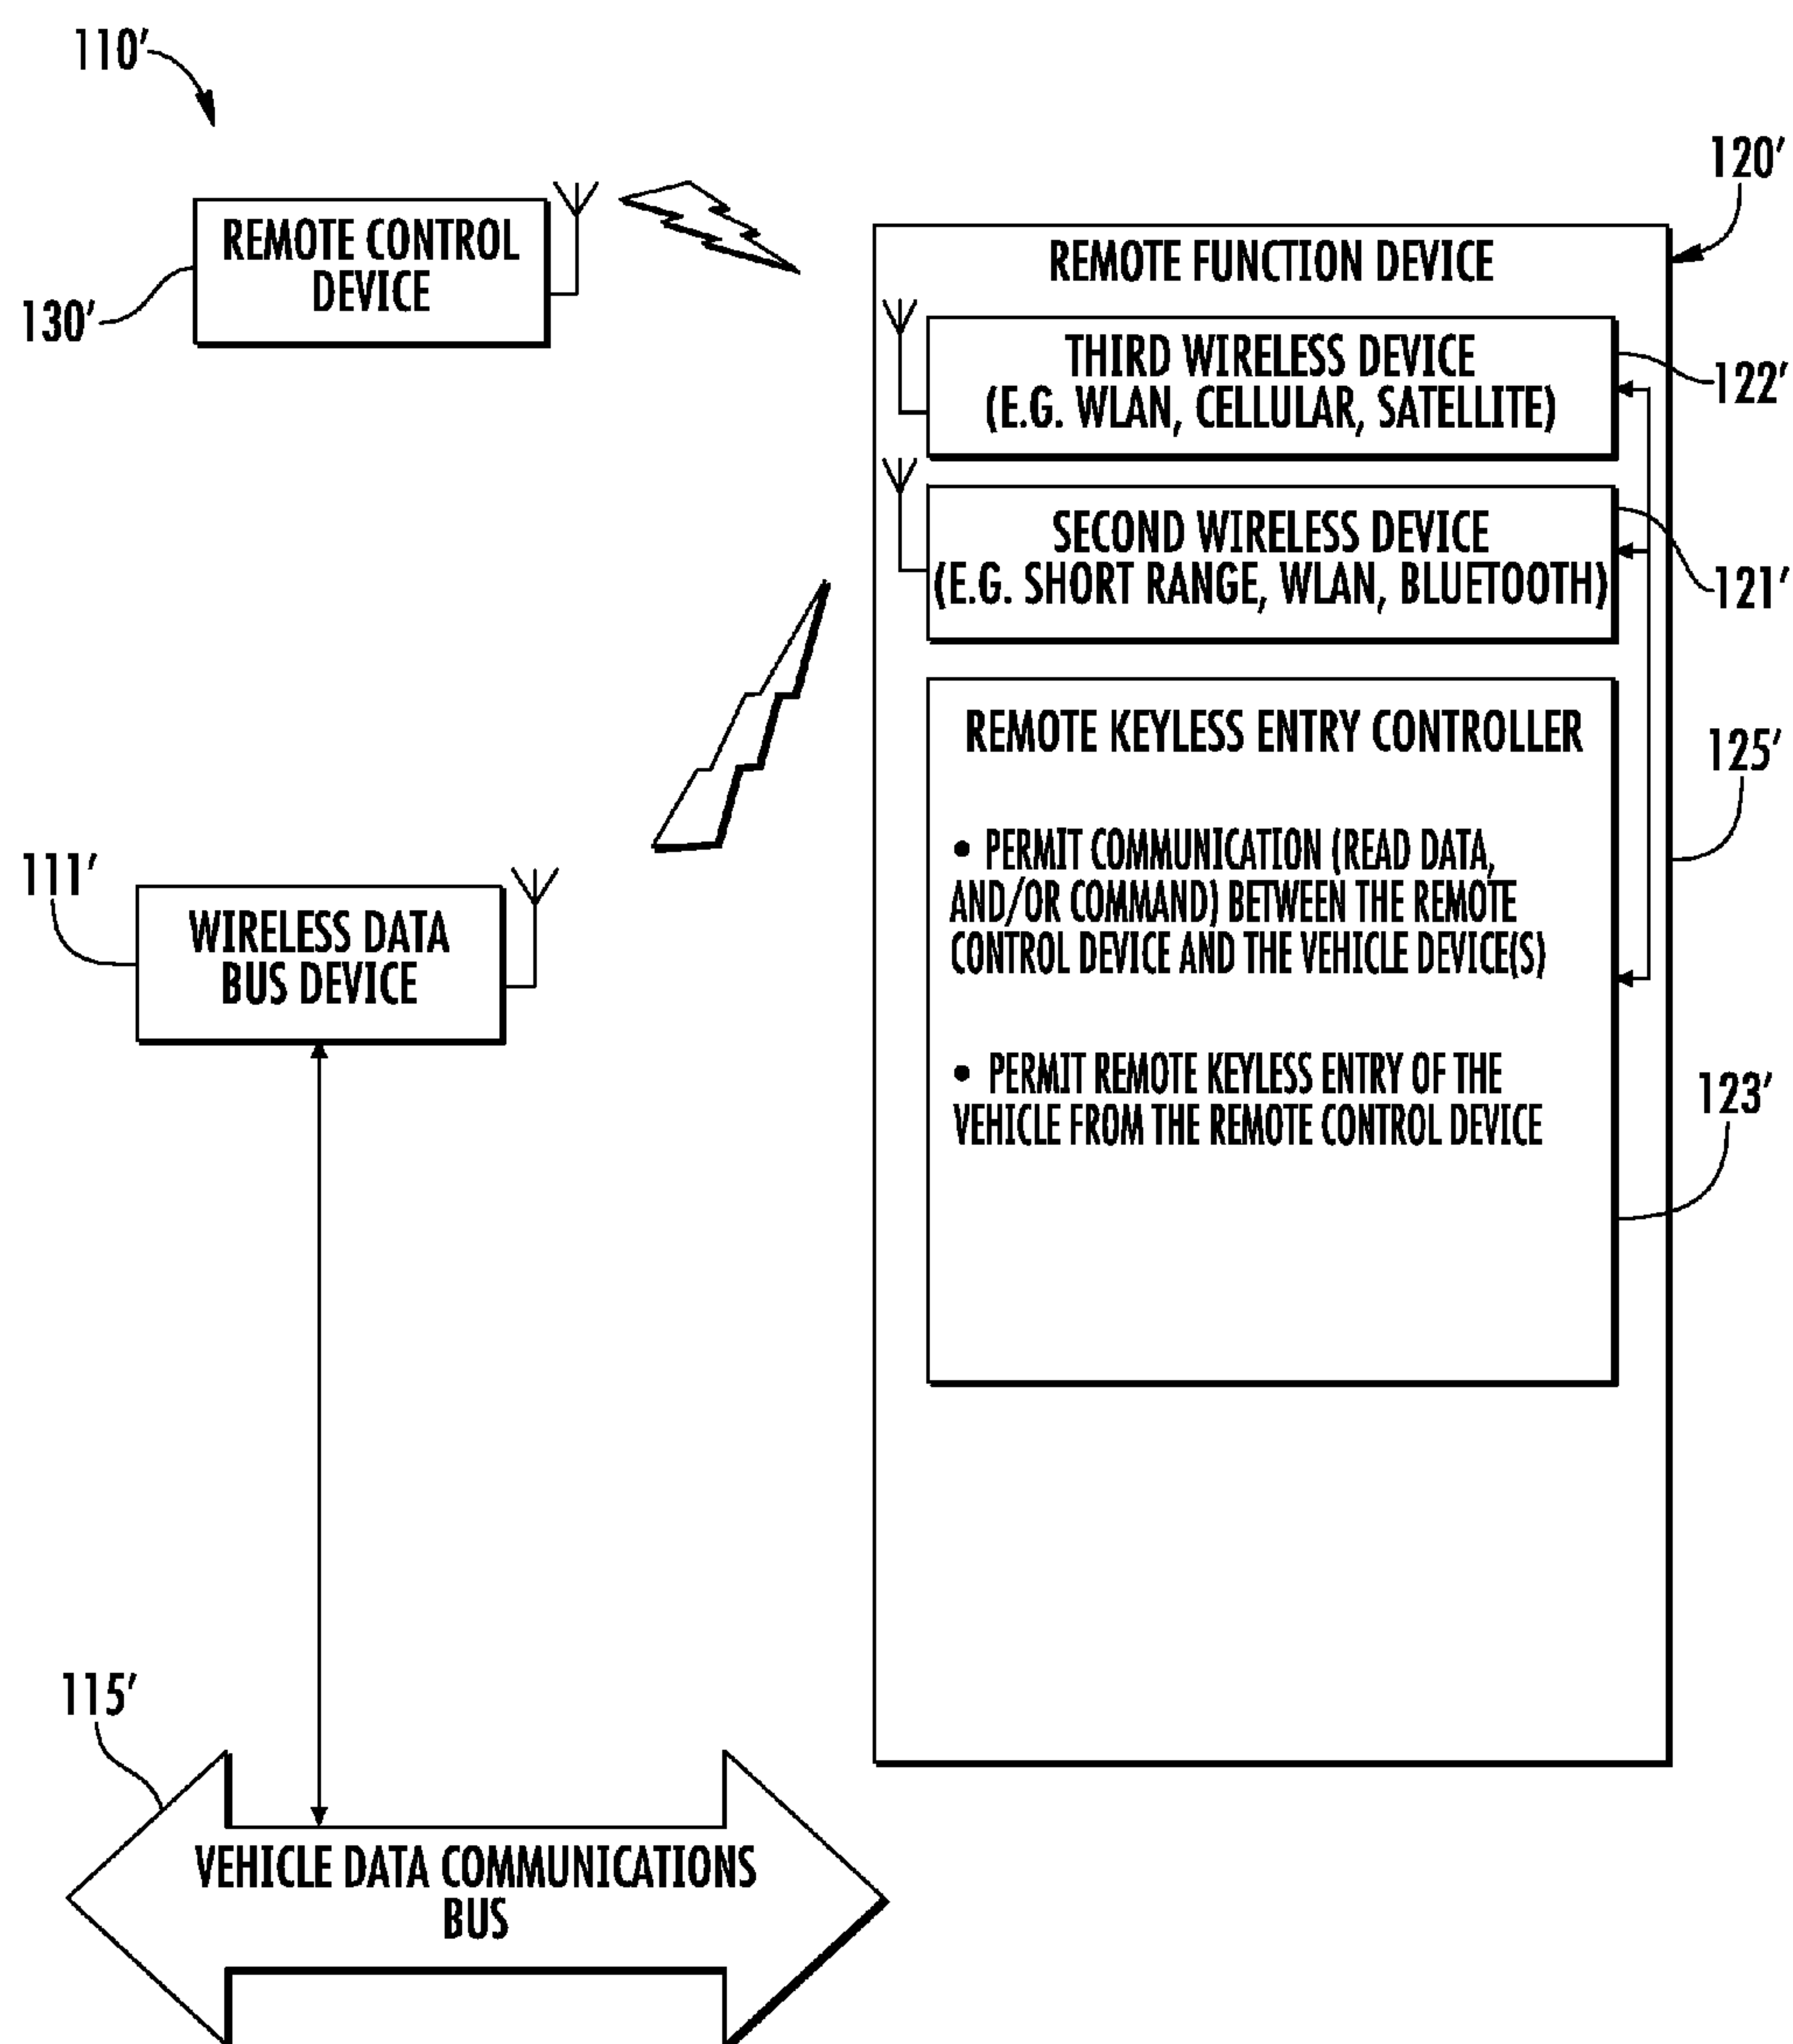 110'
120'
REMOTE CONTROL
DEVICE
130'
REMOTE FUNCTION DEVICE
THIRD WIRELESS DEVICE
(E.G. WLAN, CELLULAR, SATELLITE)
122'
SECOND WIRELESS DEVICE
(E.G. SHORT RANGE, WLAN, BLUETOOTH)
121'
REMOTE KEYLESS ENTRY CONTROLLER
125'
• PERMIT COMMUNICATION (READ DATA,
AND/OR COMMAND) BETWEEN THE REMOTE
CONTROL DEVICE AND THE VEHICLE DEVICE(S)
• PERMIT REMOTE KEYLESS ENTRY OF THE
VEHICLE FROM THE REMOTE CONTROL DEVICE
123'
111'
WIRELESS DATA
BUS DEVICE
115'
VEHICLE DATA COMMUNICATIONS
BUS